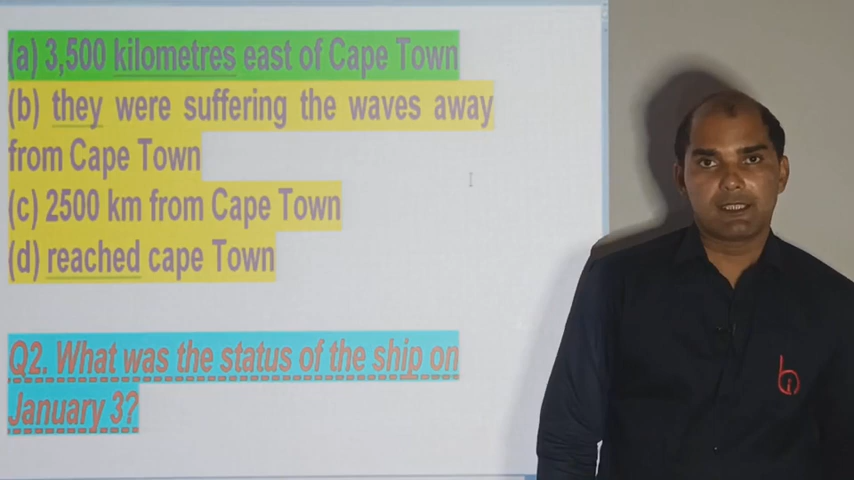 (a) 3,500 kilometres east of Cape Town
(b) they were suffering the waves away
from Cape Town
(c) 2500 km from Cape Town
(d) reached cape Town
Q2. What was the status of the ship on
January 3?